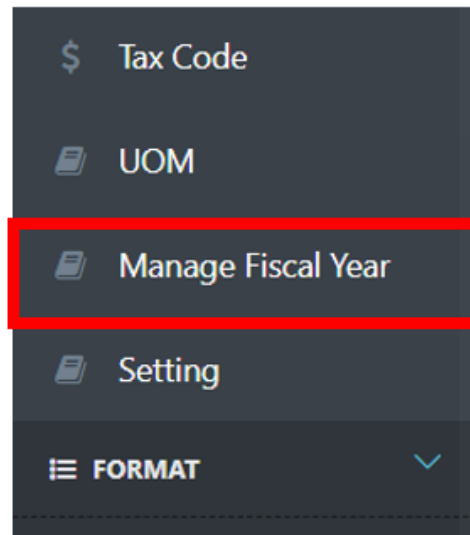 Tax Code
UOM
Manage Fiscal Year
Setting
FORMAT